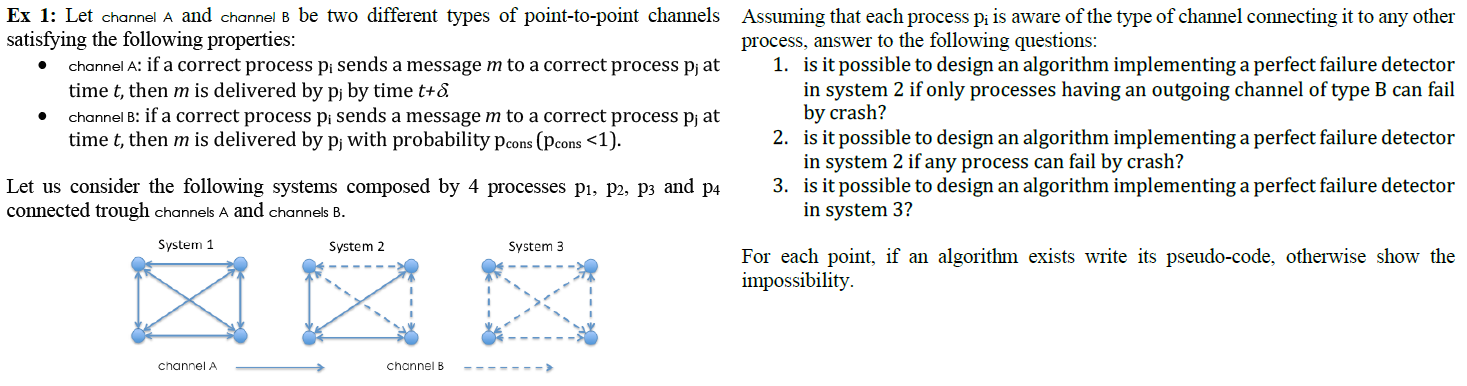 Ex 1: Let channel A and channel B be two different types of point-to-point channels
satisfying the following properties:
• channel A: if a correct process pᵢ sends a message m to a correct process pⱼ at
time t, then m is delivered by pⱼ by time t+δ.
• channel B: if a correct process pᵢ sends a message m to a correct process pⱼ at
time t, then m is delivered by pⱼ with probability pcons (pcons <1).
Let us consider the following systems composed by 4 processes p1, p2, p3 and p4
connected trough channels A and channels B.
System 1
System 2
System 3
channel A
channel B
Assuming that each process pᵢ is aware of the type of channel connecting it to any other
process, answer to the following questions:
1. is it possible to design an algorithm implementing a perfect failure detector
in system 2 if only processes having an outgoing channel of type B can fail
by crash?
2. is it possible to design an algorithm implementing a perfect failure detector
in system 2 if any process can fail by crash?
3. is it possible to design an algorithm implementing a perfect failure detector
in system 3?
For each point, if an algorithm exists write its pseudo-code, otherwise show the
impossibility.